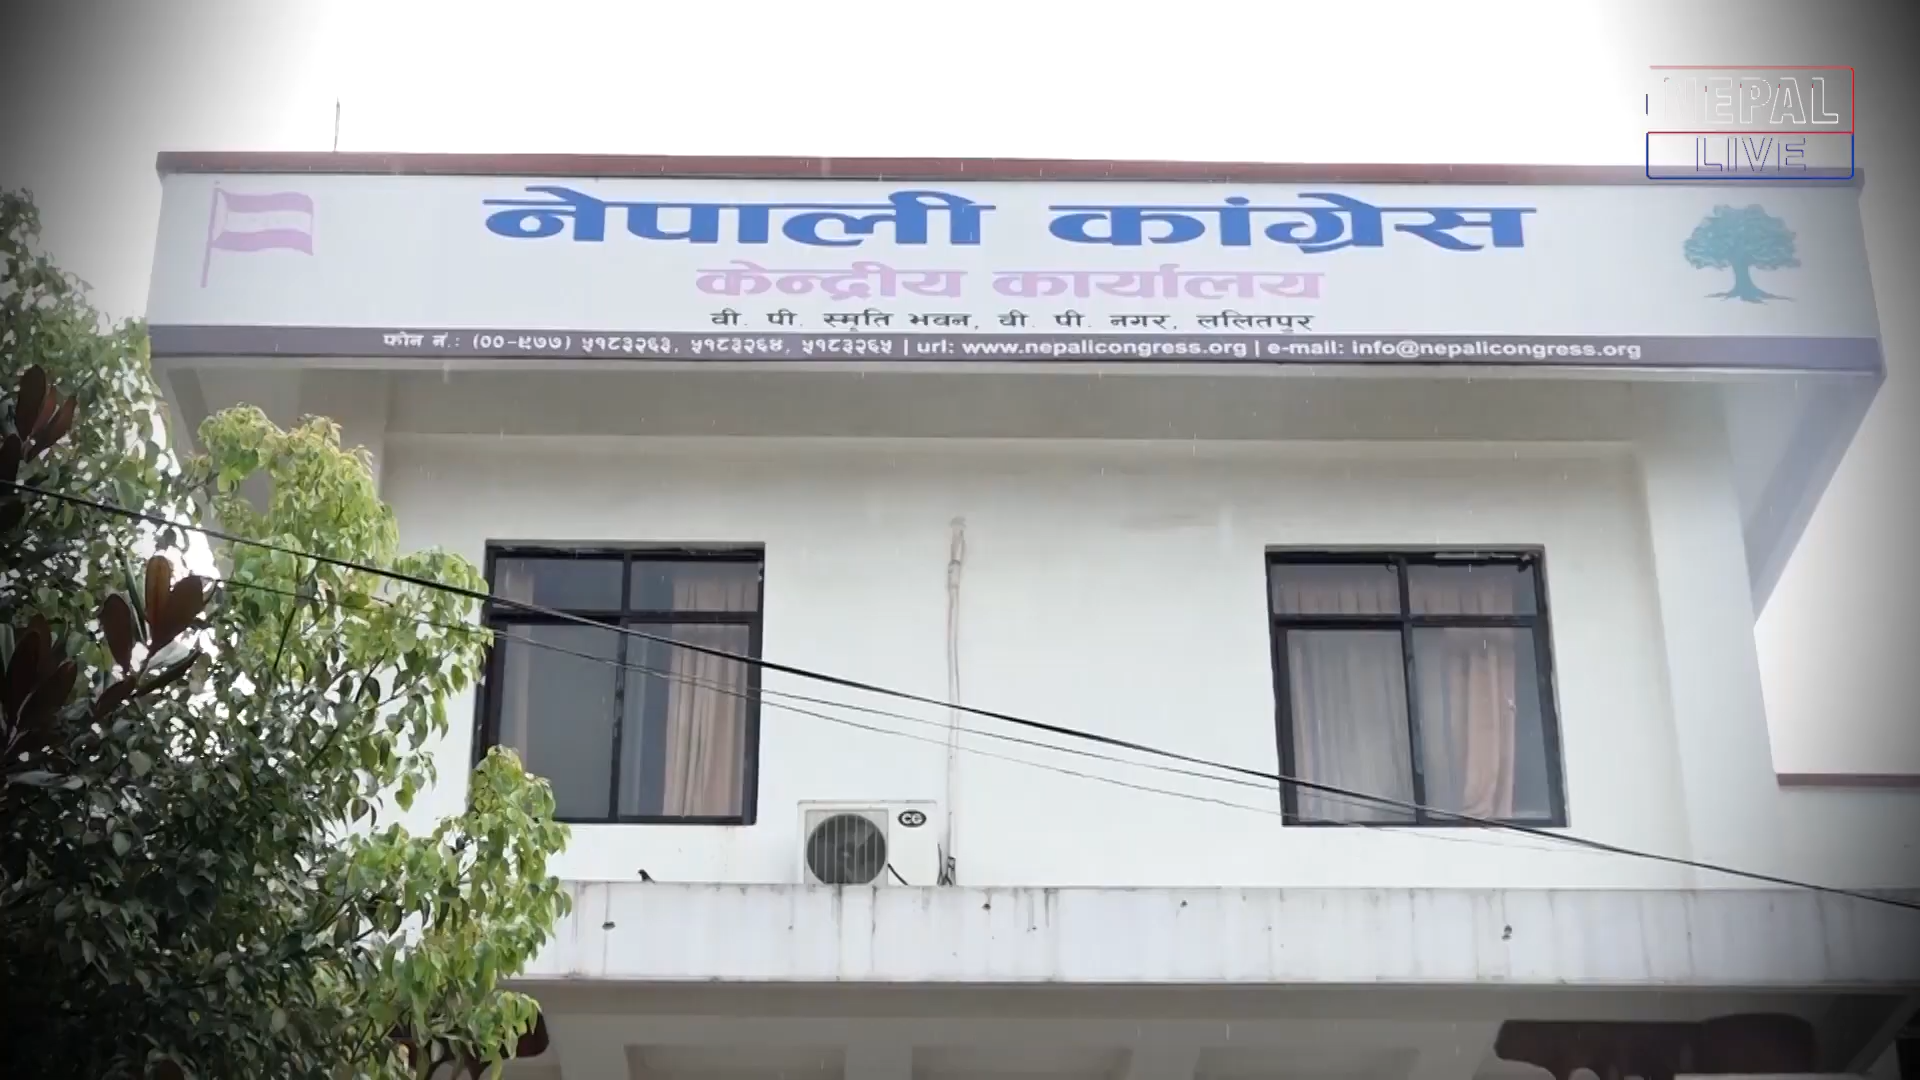 NEPAL
LIVE
नेपाली कांग्रेस
केन्द्रीय कार्यालय
वी. पी. स्मृति भवन, वी. पी. नगर, ललितपुर
फोन नं.: (00-९७७) ५१८३२६३, ५१८३२६४, ५१८३२६५ | url: www.nepalicongress.org | e-mail: info@nepalicongress.org
CG